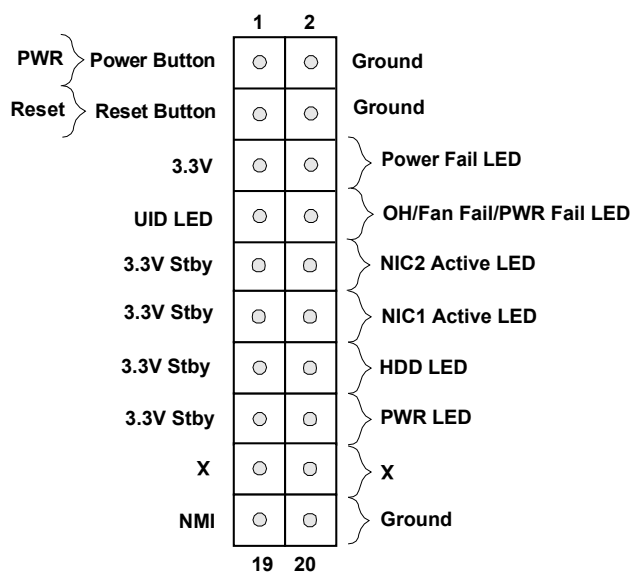 1 2
PWR Power Button Ground
Reset Reset Button Ground
3.3V Power Fail LED
UID LED OH/Fan Fail/PWR Fail LED
3.3V Stby NIC2 Active LED
3.3V Stby NIC1 Active LED
3.3V Stby HDD LED
3.3V Stby PWR LED
X X
NMI Ground
19 20